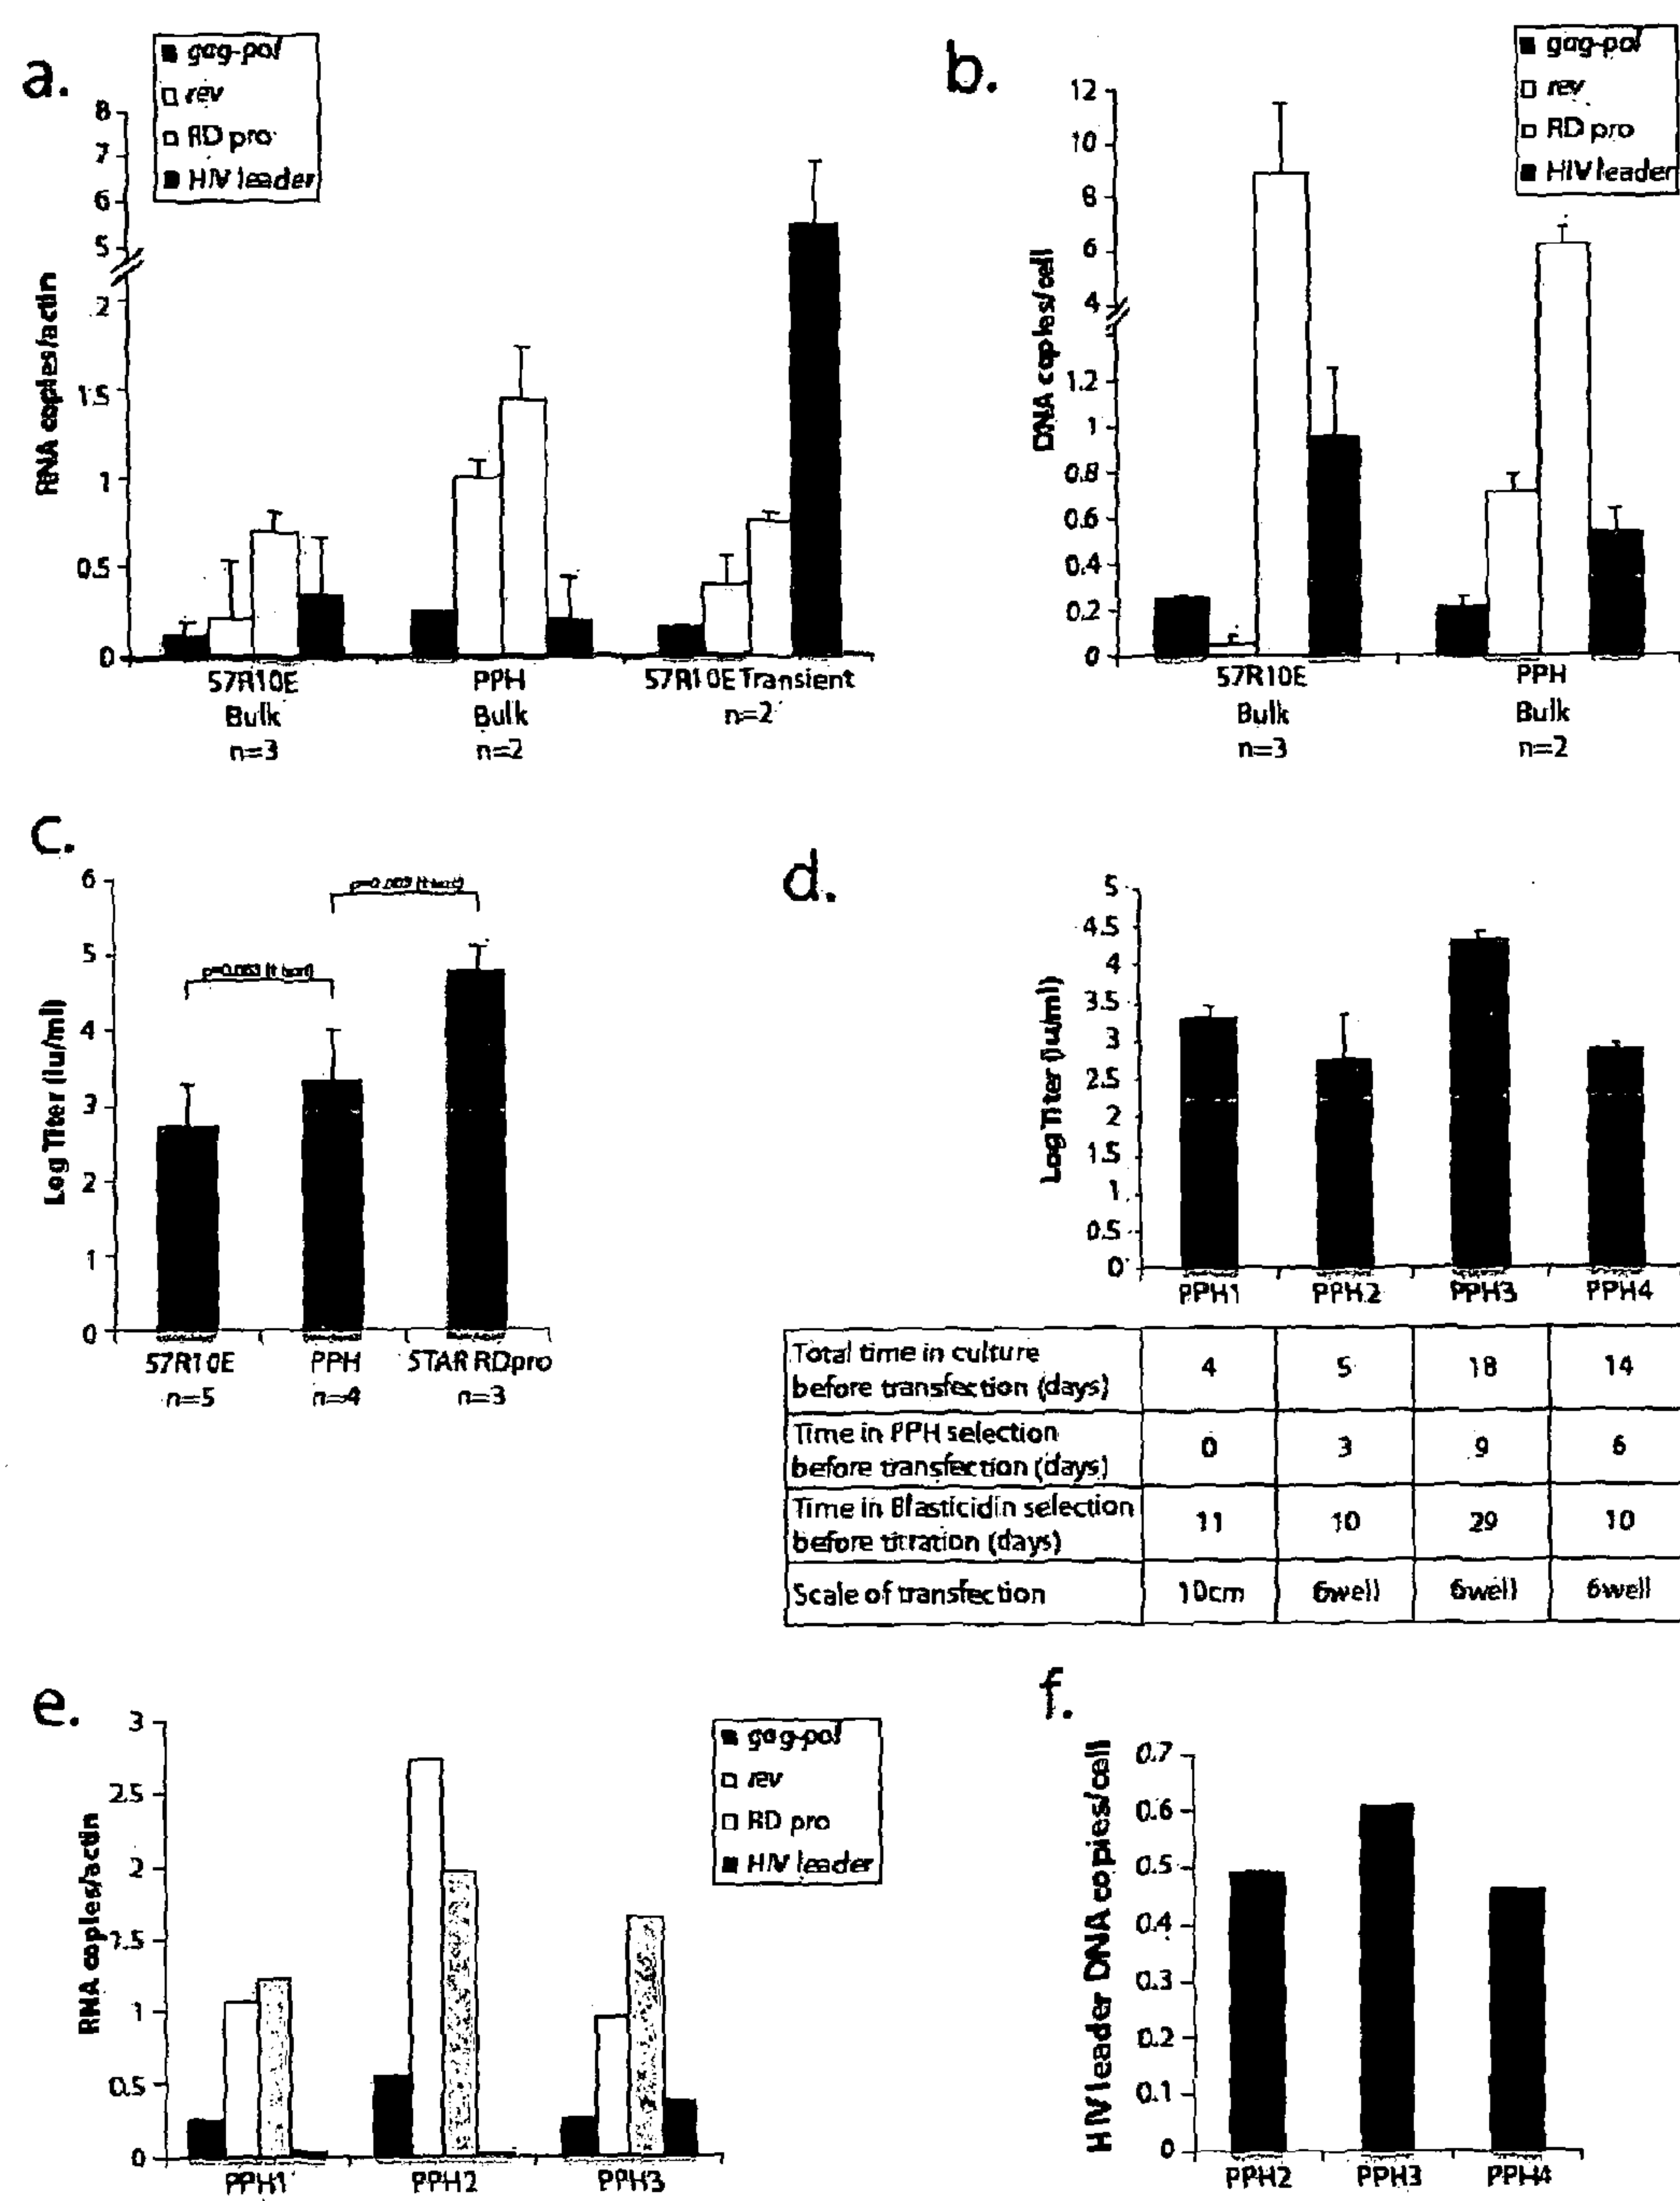 a.
gag-pol
rev
RD pro
HIV leader
8
7
6
5
2
1.5
1
0.5
0
RNA copies/actin
57R10E
Bulk
n=3
PPH
Bulk
n=2
57R10E Transient
n=2
b.
gag-pol
rev
RD pro
HIV leader
12
10
8
6
4
1.2
1
0.8
0.6
0.4
0.2
0
DNA copies/cell
57R10E
Bulk
n=3
PPH
Bulk
n=2
c.
6
5
4
3
2
1
0
Log Titer (iu/ml)
57R10E
n=5
PPH
n=4
STAR RDpro
n=3
d.
5
4.5
4
3.5
3
2.5
2
1.5
1
0.5
0
Log Titer (iu/ml)
PPH1
PPH2
PPH3
PPH4
Total time in culture
before transfection (days)
4
5
18
14
Time in PPH selection
before transfection (days)
0
3
9
6
Time in Blasticidin selection
before titration (days)
11
10
29
10
Scale of transfection
10cm
6well
6well
6well
e.
3
2.5
2
1.5
1
0.5
0
RNA copies/actin
gag-pol
rev
RD pro
HIV leader
PPH1
PPH2
PPH3
f.
0.7
0.6
0.5
0.4
0.3
0.2
0.1
0
HIV leader DNA copies/cell
PPH2
PPH3
PPH4